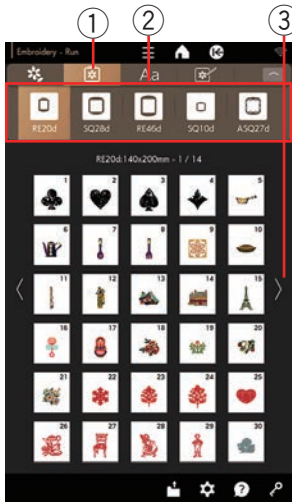 ① ② ③
Embroidery - Run
Aa
RE20d SQ28d RE46d SQ10d ASQ27d
RE20d:140x200mm - 1 / 14
1 2 3 4 5
6 7 8 9 10
11 12 13 14 15
16 17 18 19 20
21 22 23 24 25
26 27 28 29 30
?